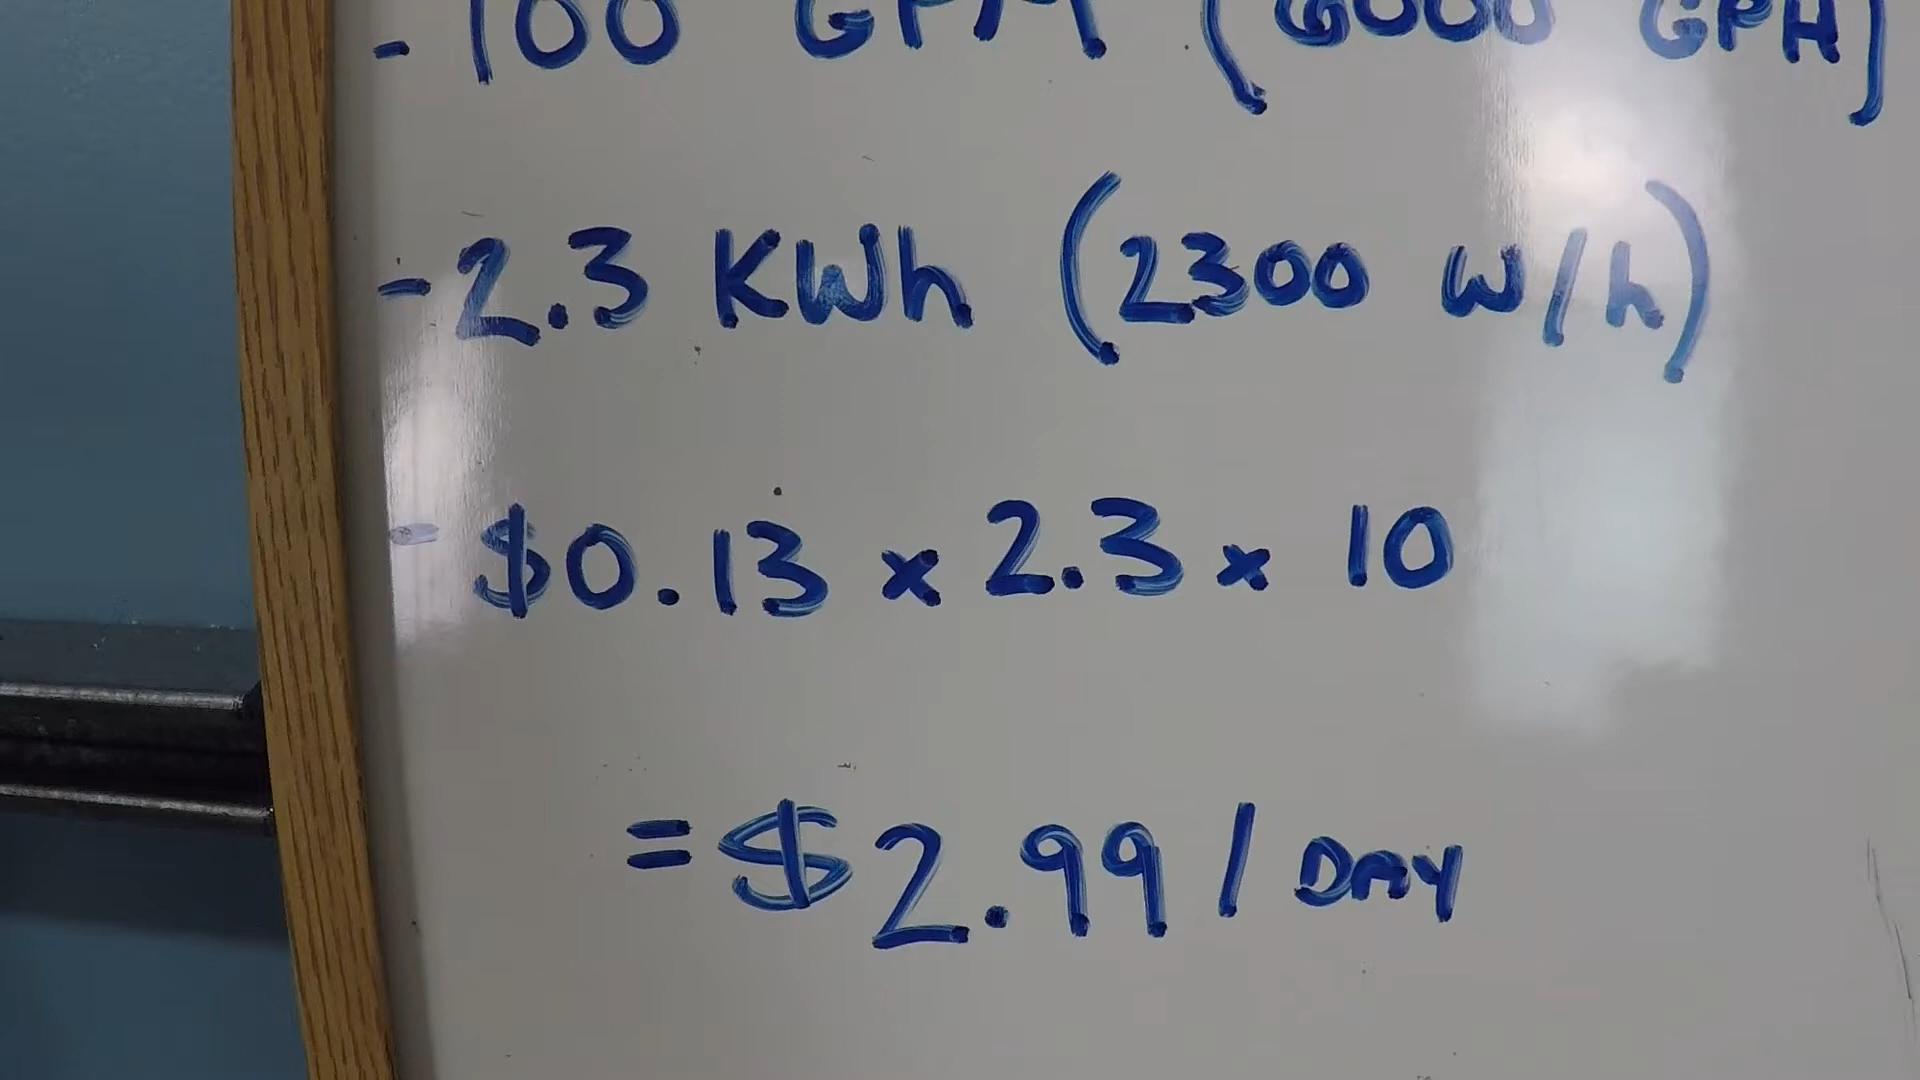 - 100 GPM (6000 GPH)
- 2.3 KWh (2300 W/h)
- $0.13 x 2.3 x 10
= $2.99 / DAY